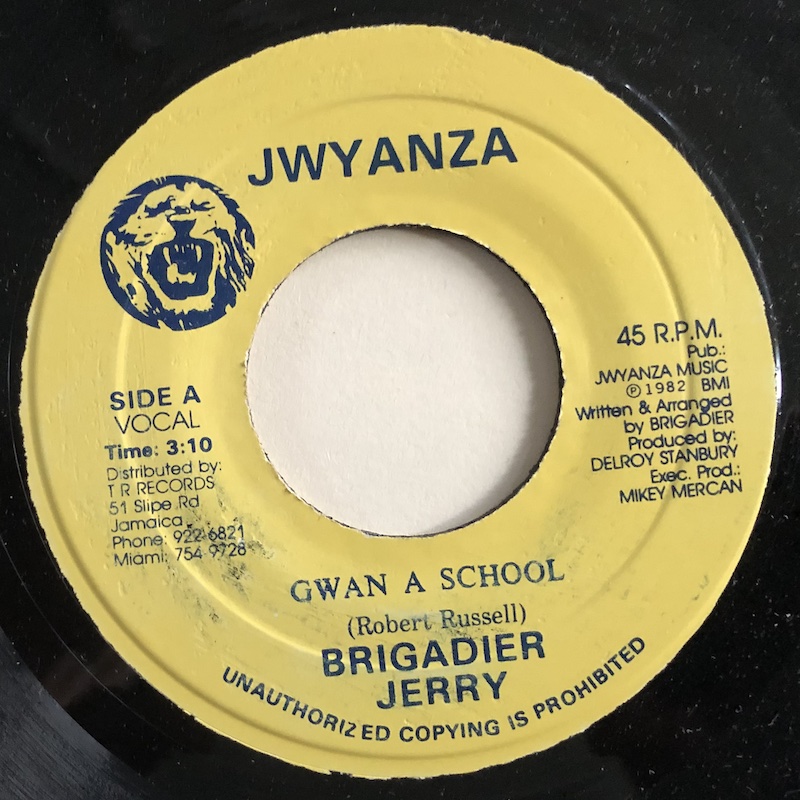 JWYANZA
SIDE A
VOCAL
Time: 3:10
Distributed by:
T R RECORDS
51 Slipe Rd
Jamaica
Phone: 922-6821
Miami: 754-9728
45 R.P.M.
Pub.:
JWYANZA MUSIC
Ⓟ 1982 BMI
Written & Arranged
by BRIGADIER
Produced by:
DELROY STANBURY
Exec. Prod.:
MIKEY MERCAN
GWAN A SCHOOL
(Robert Russell)
BRIGADIER
JERRY
UNAUTHORIZED COPYING IS PROHIBITED